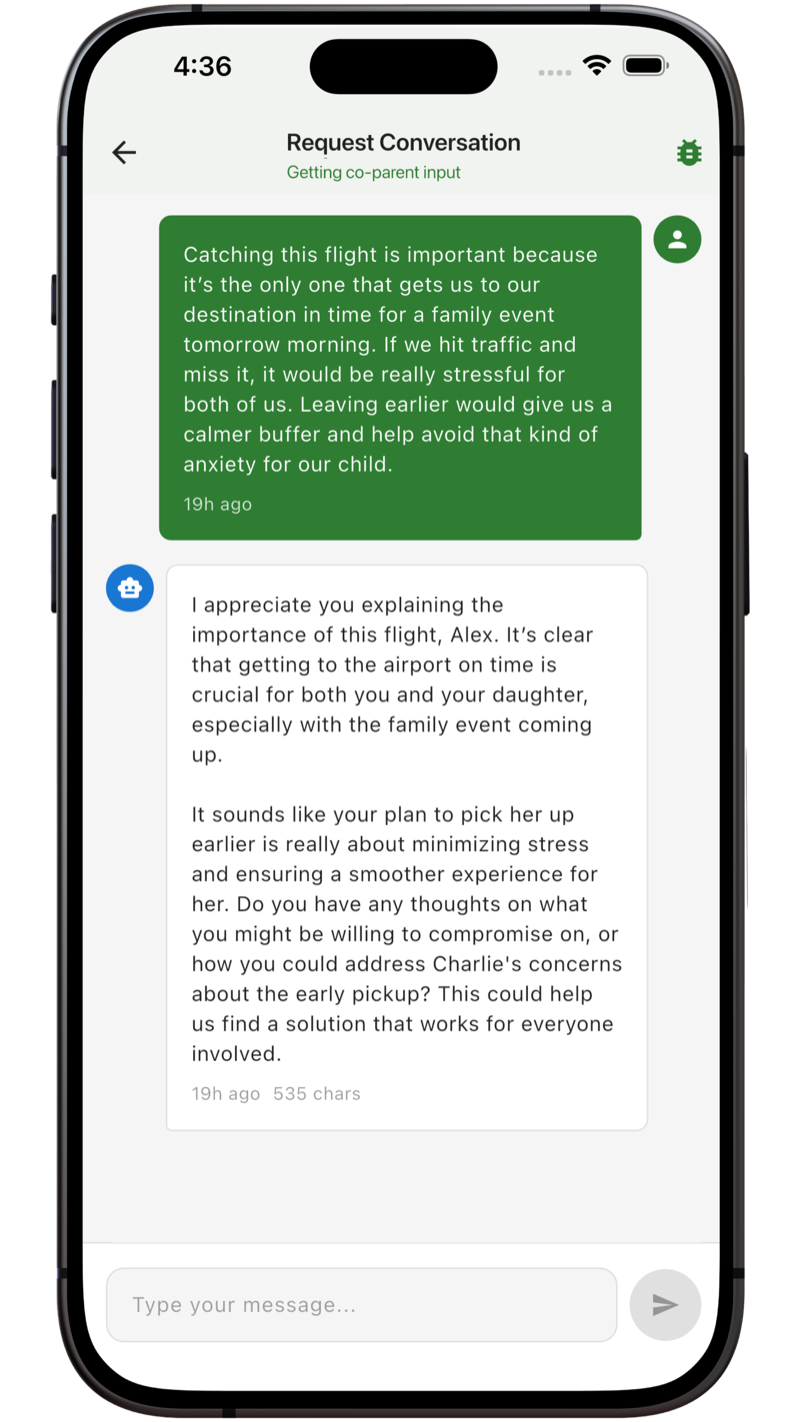 4:36
Request Conversation
Getting co-parent input
Catching this flight is important because
it’s the only one that gets us to our
destination in time for a family event
tomorrow morning. If we hit traffic and
miss it, it would be really stressful for
both of us. Leaving earlier would give us a
calmer buffer and help avoid that kind of
anxiety for our child.
19h ago
I appreciate you explaining the
importance of this flight, Alex. It’s clear
that getting to the airport on time is
crucial for both you and your daughter,
especially with the family event coming
up.
It sounds like your plan to pick her up
earlier is really about minimizing stress
and ensuring a smoother experience for
her. Do you have any thoughts on what
you might be willing to compromise on, or
how you could address Charlie's concerns
about the early pickup? This could help
us find a solution that works for everyone
involved.
19h ago 535 chars
Type your message...